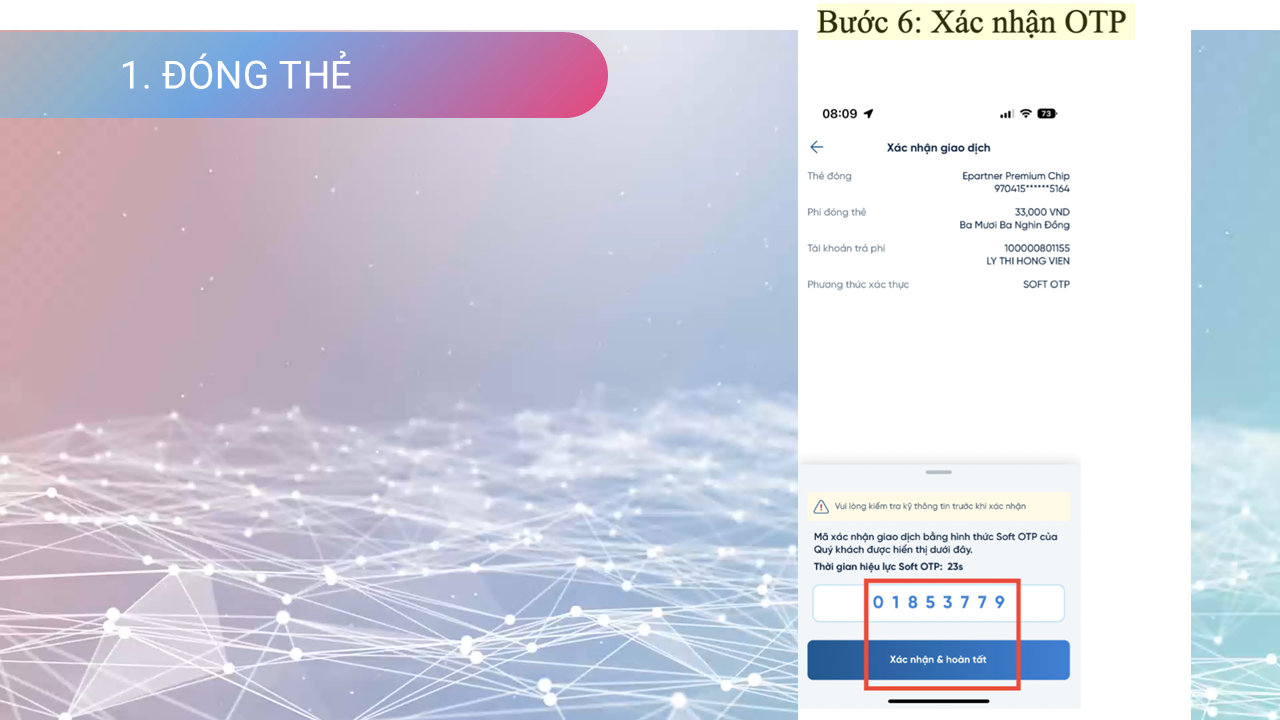 Bước 6: Xác nhận OTP
1. ĐÓNG THẺ
08:09
73
Xác nhận giao dịch
Thẻ đóng Epartner Premium Chip
970415******5164
Phí đóng thẻ 33,000 VND
Ba Mươi Ba Nghìn Đồng
Tài khoản trả phí 100000801155
LY THI HONG VIEN
Phương thức xác thực SOFT OTP
Vui lòng kiểm tra kỹ thông tin trước khi xác nhận
Mã xác nhận giao dịch bằng hình thức Soft OTP của
Quý khách được hiển thị dưới đây.
Thời gian hiệu lực Soft OTP: 23s
0 1 8 5 3 7 7 9
Xác nhận & hoàn tất